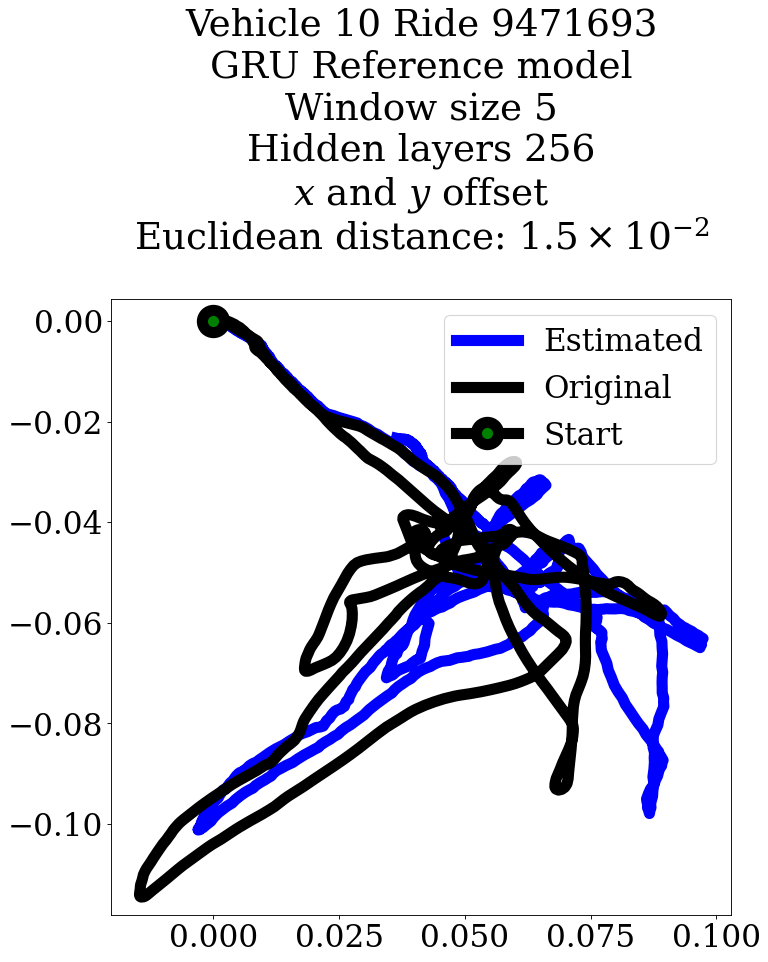 Vehicle 10 Ride 9471693
GRU Reference model
Window size 5
Hidden layers 256
x and y offset
Euclidean distance: 1.5 × 10⁻²
Estimated
Original
Start
0.00
−0.02
−0.04
−0.06
−0.08
−0.10
0.000 0.025 0.050 0.075 0.100